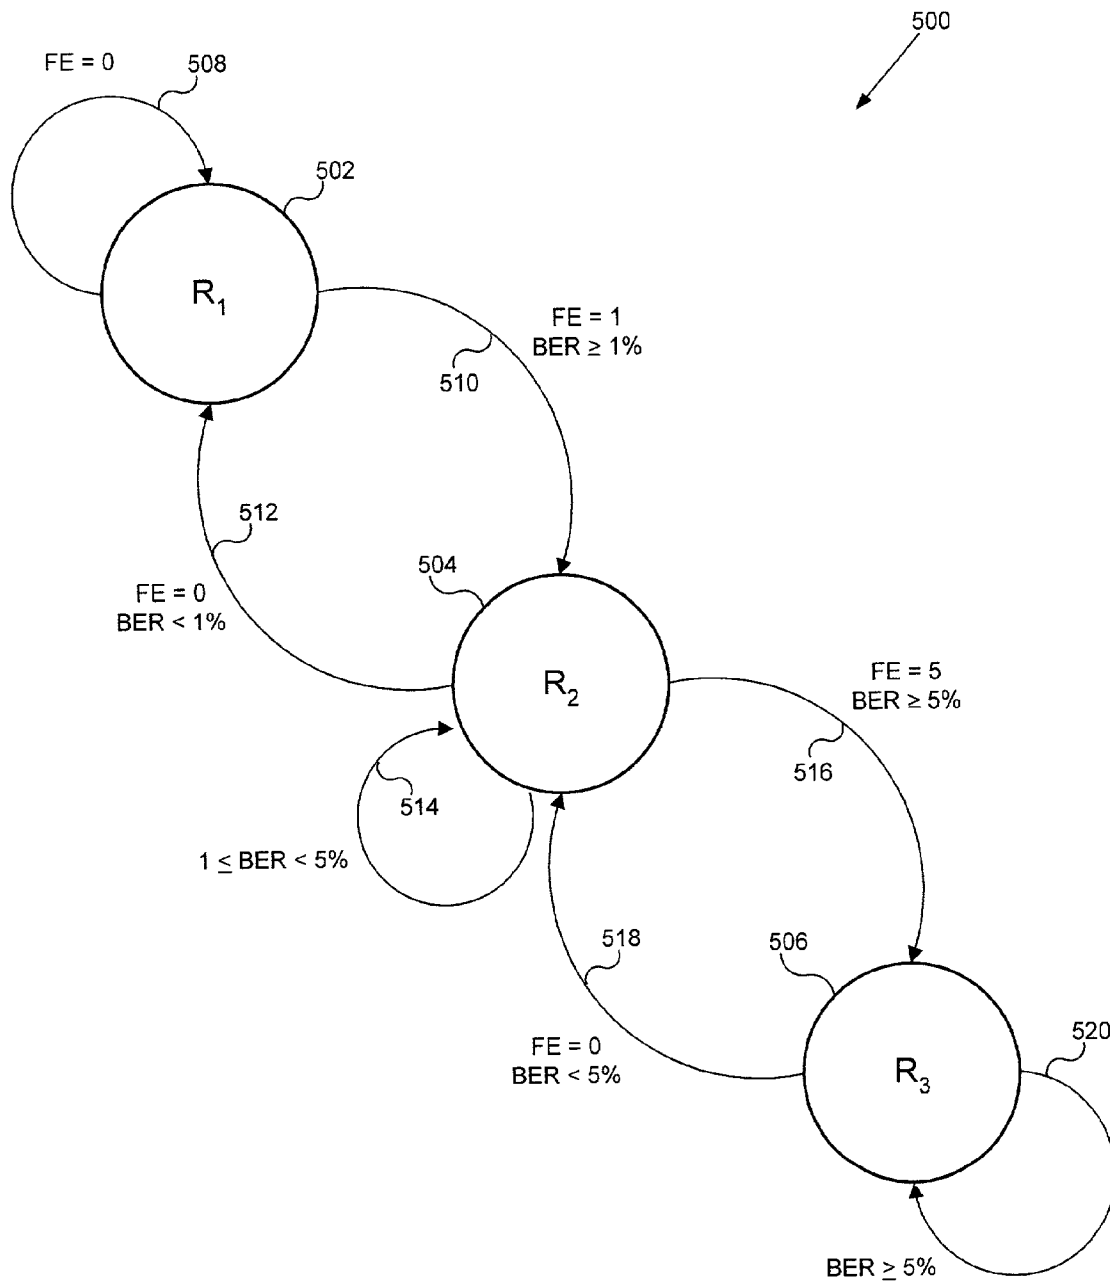 500
FE = 0
508
502
R₁
FE = 1
BER ≥ 1%
510
512
504
FE = 0
BER < 1%
R₂
FE = 5
BER ≥ 5%
516
514
1 ≤ BER < 5%
518
506
FE = 0
BER < 5%
520
R₃
BER ≥ 5%